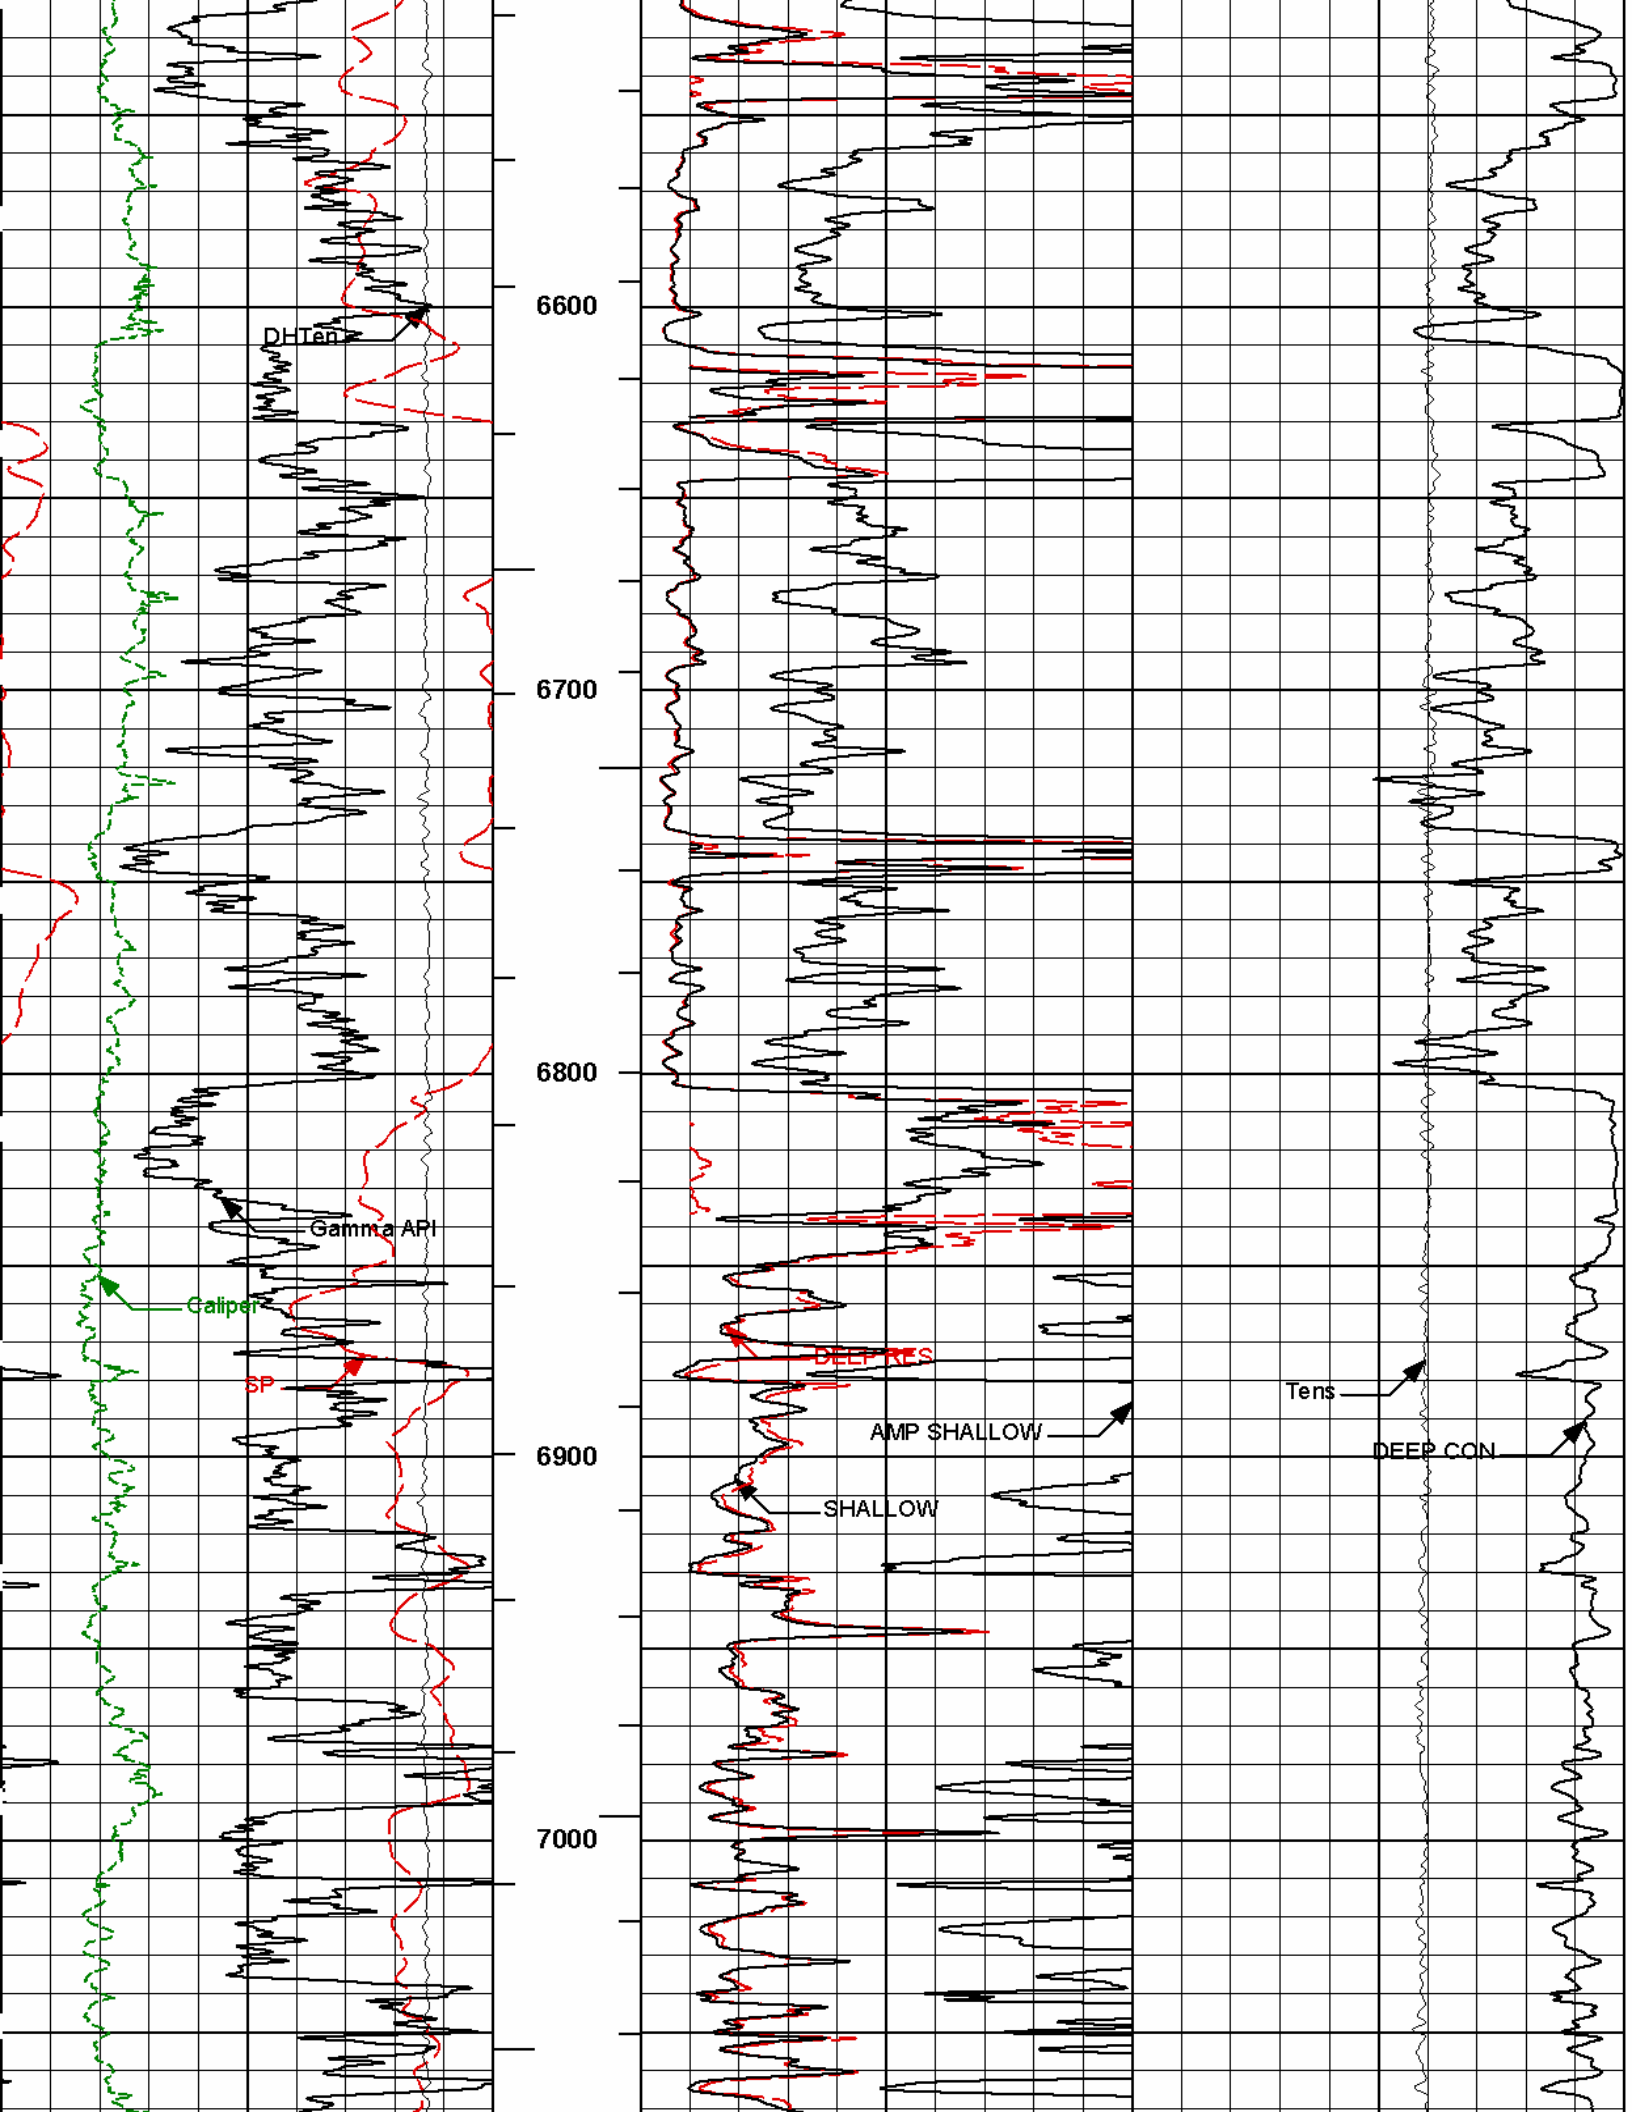 6600
DHTen
6700
6800
Gamma API
Caliper
DEEP RES
SP
Tens
AMP SHALLOW
DEEP CON
6900
SHALLOW
7000